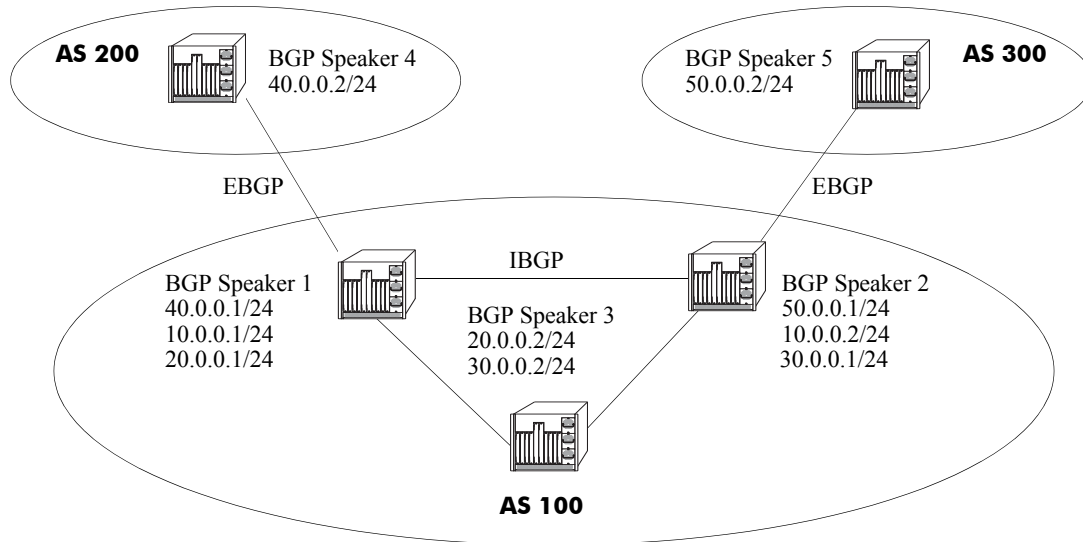 AS 200
BGP Speaker 4
40.0.0.2/24
BGP Speaker 5
50.0.0.2/24
AS 300
EBGP
EBGP
IBGP
BGP Speaker 1
40.0.0.1/24
10.0.0.1/24
20.0.0.1/24
BGP Speaker 3
20.0.0.2/24
30.0.0.2/24
BGP Speaker 2
50.0.0.1/24
10.0.0.2/24
30.0.0.1/24
AS 100